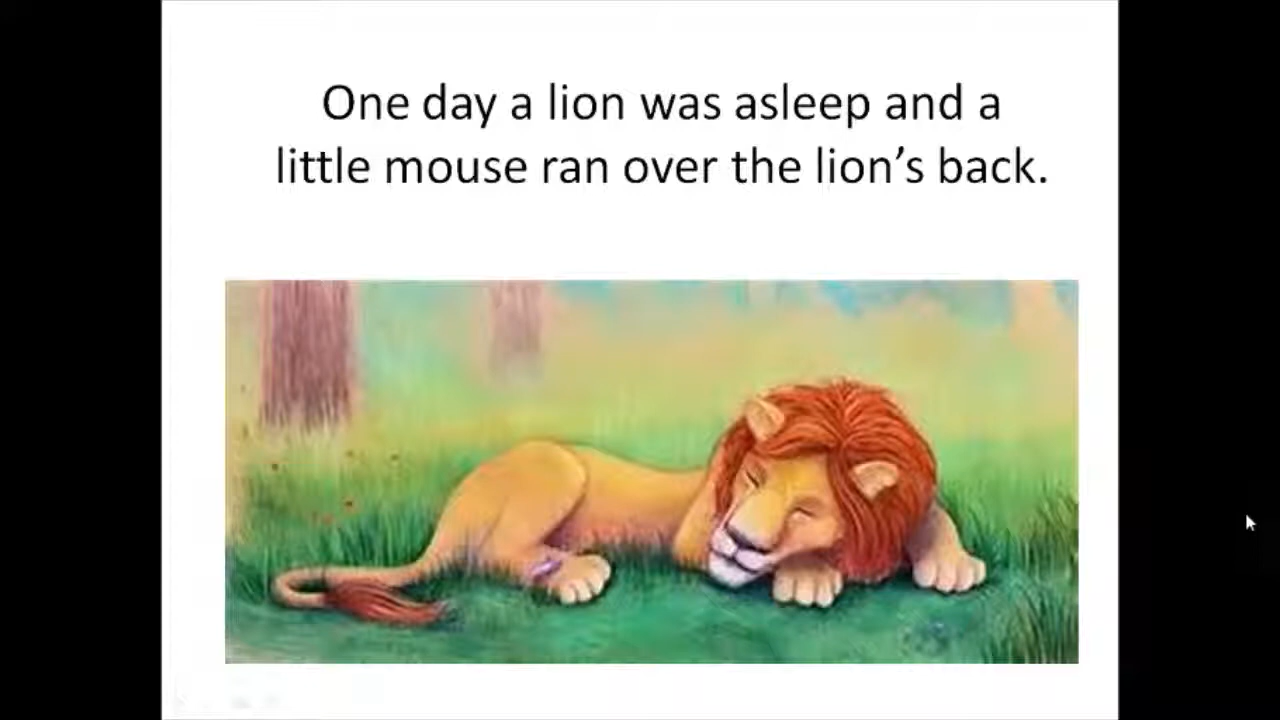 One day a lion was asleep and a
little mouse ran over the lion’s back.